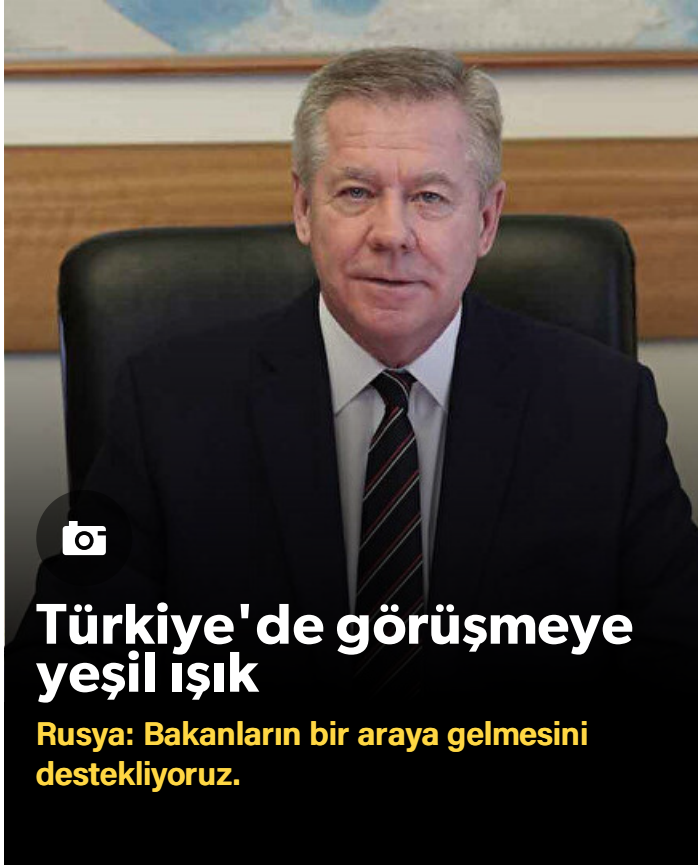 Türkiye'de görüşmeye
yeşil ışık
Rusya: Bakanların bir araya gelmesini
destekliyoruz.